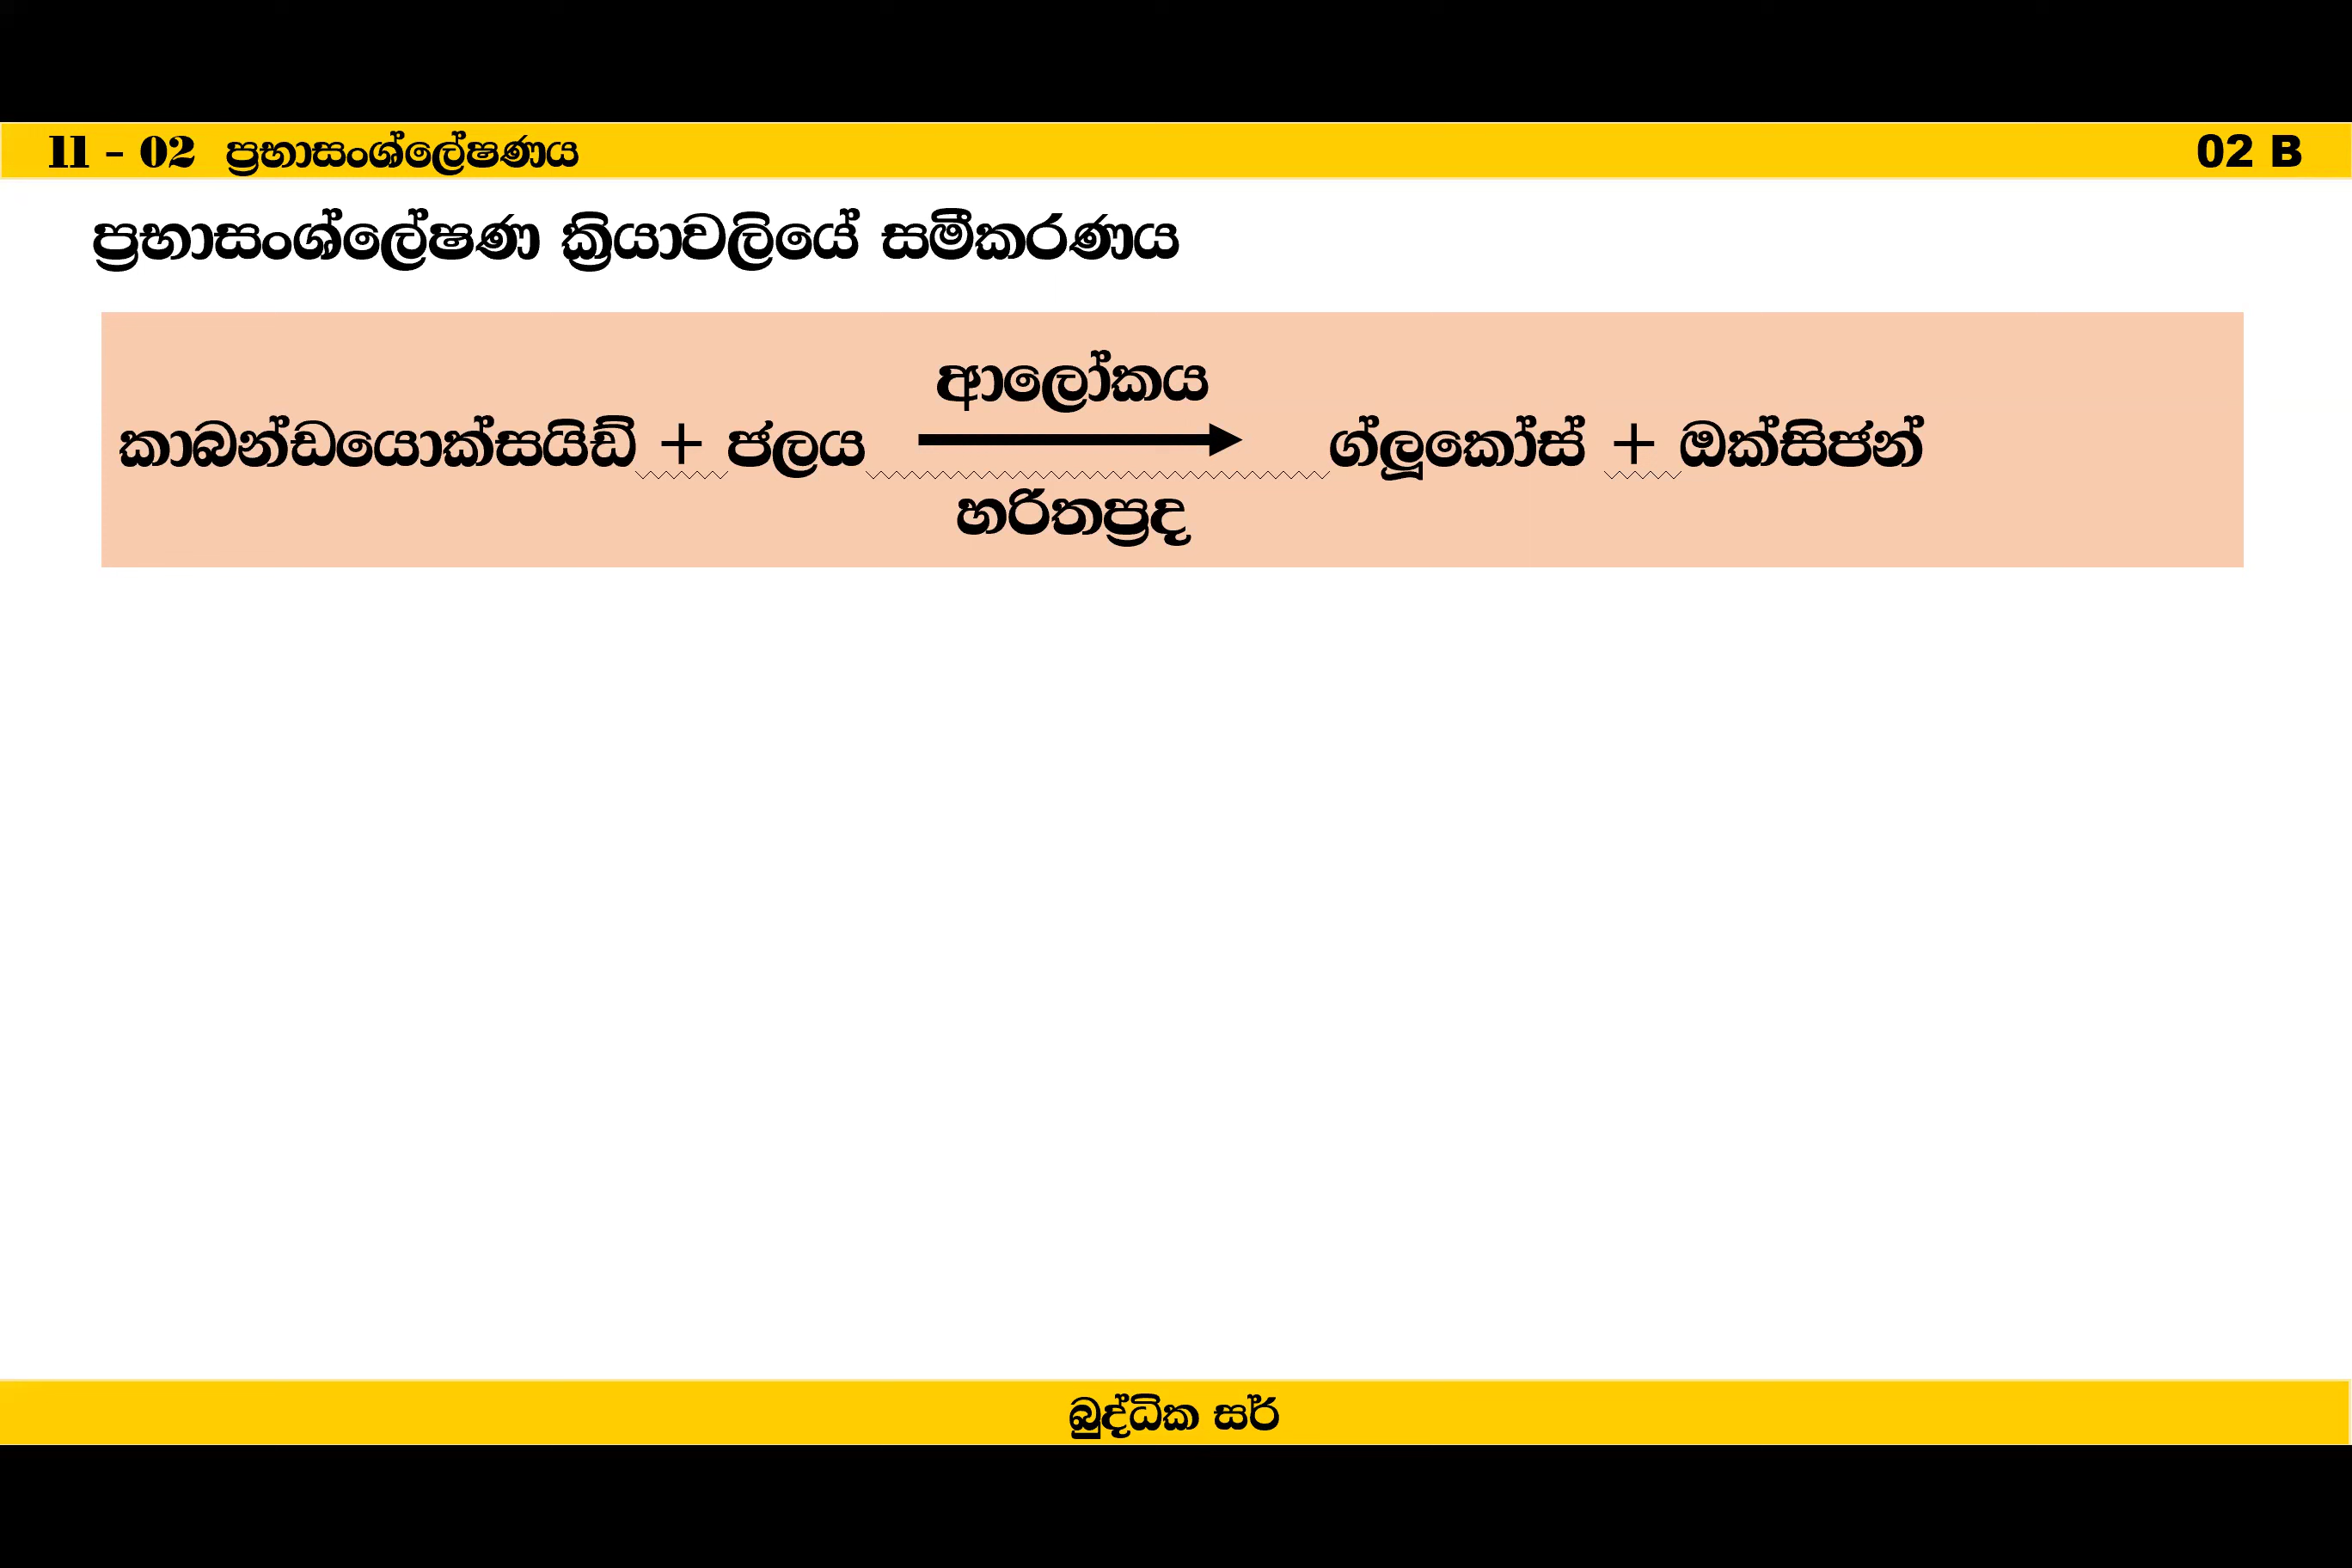 11 - 02 ප්‍රභාසංශ්ලේෂණය
02 B
ප්‍රභාසංශ්ලේෂණ ක්‍රියාවලියේ සමීකරණය
ආලෝකය
කාබන්ඩයොක්සයිඩ් + ජලය → ග්ලූකෝස් + ඔක්සිජන්
හරිතප්‍රද
බුද්ධික සර්